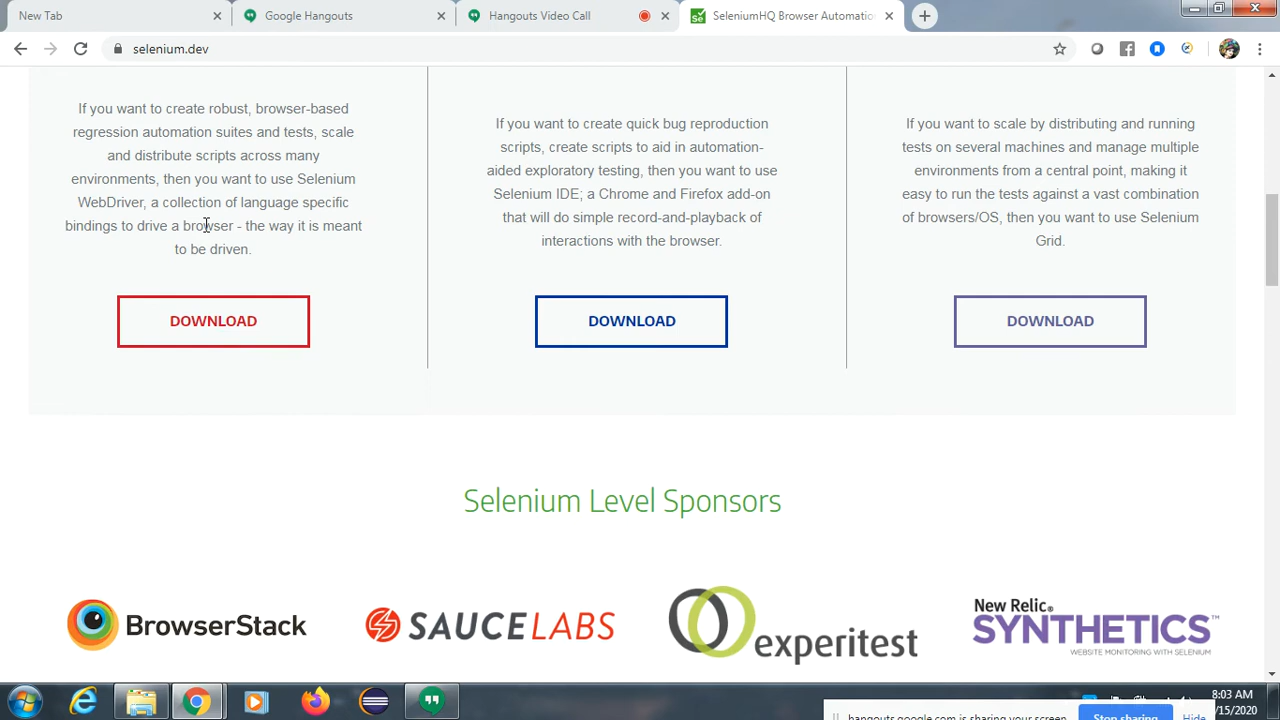 New Tab
Google Hangouts
Hangouts Video Call
SeleniumHQ Browser Automation
selenium.dev
If you want to create robust, browser-based
regression automation suites and tests, scale
and distribute scripts across many
environments, then you want to use Selenium
WebDriver, a collection of language specific
bindings to drive a browser - the way it is meant
to be driven.
DOWNLOAD
If you want to create quick bug reproduction
scripts, create scripts to aid in automation-
aided exploratory testing, then you want to use
Selenium IDE; a Chrome and Firefox add-on
that will do simple record-and-playback of
interactions with the browser.
DOWNLOAD
If you want to scale by distributing and running
tests on several machines and manage multiple
environments from a central point, making it
easy to run the tests against a vast combination
of browsers/OS, then you want to use Selenium
Grid.
DOWNLOAD
Selenium Level Sponsors
BrowserStack
SAUCELABS
experitest
New Relic®
SYNTHETICS™
WEBSITE MONITORING WITH SELENIUM
8:03 AM
/15/2020
hangouts.google.com is sharing your screen.
Stop sharing
Hide